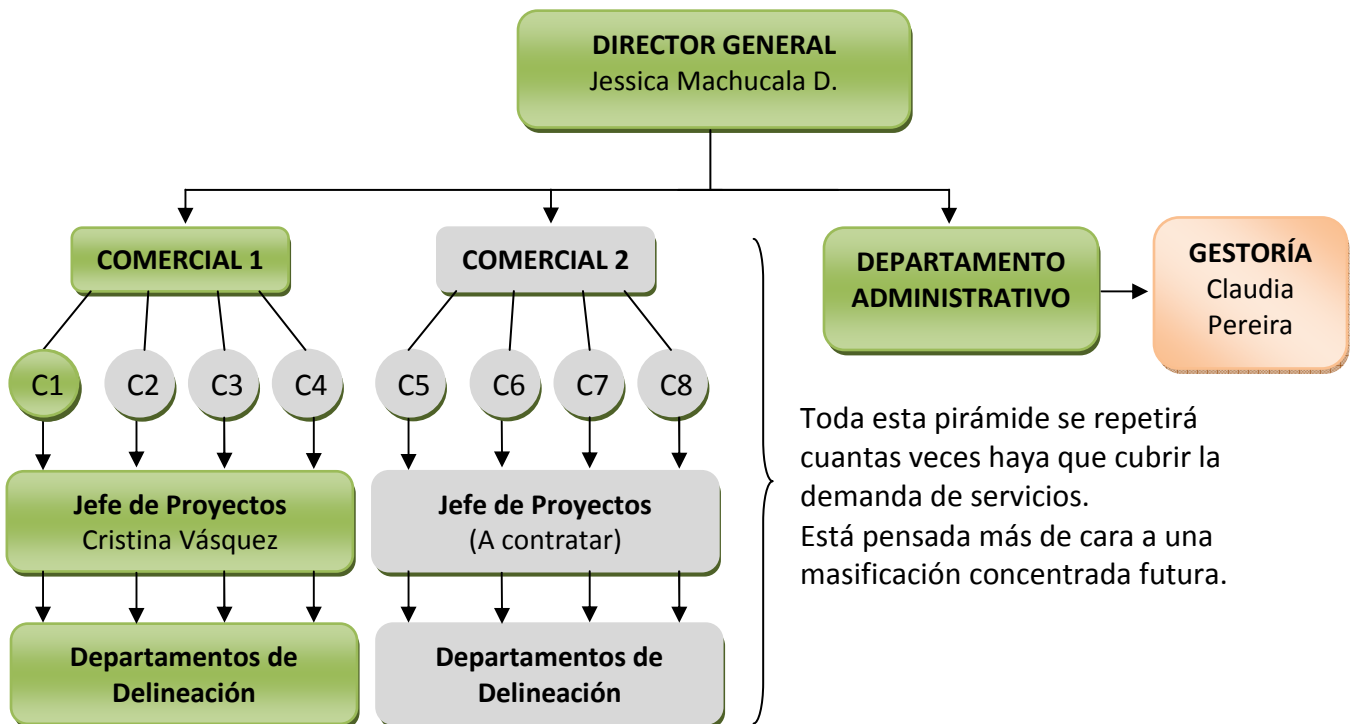 DIRECTOR GENERAL
Jessica Machucala D.
COMERCIAL 1
COMERCIAL 2
DEPARTAMENTO
ADMINISTRATIVO
GESTORÍA
Claudia
Pereira
C1
C2
C3
C4
C5
C6
C7
C8
Jefe de Proyectos
Cristina Vásquez
Jefe de Proyectos
(A contratar)
Toda esta pirámide se repetirá
cuantas veces haya que cubrir la
demanda de servicios.
Está pensada más de cara a una
masificación concentrada futura.
Departamentos de
Delineación
Departamentos de
Delineación